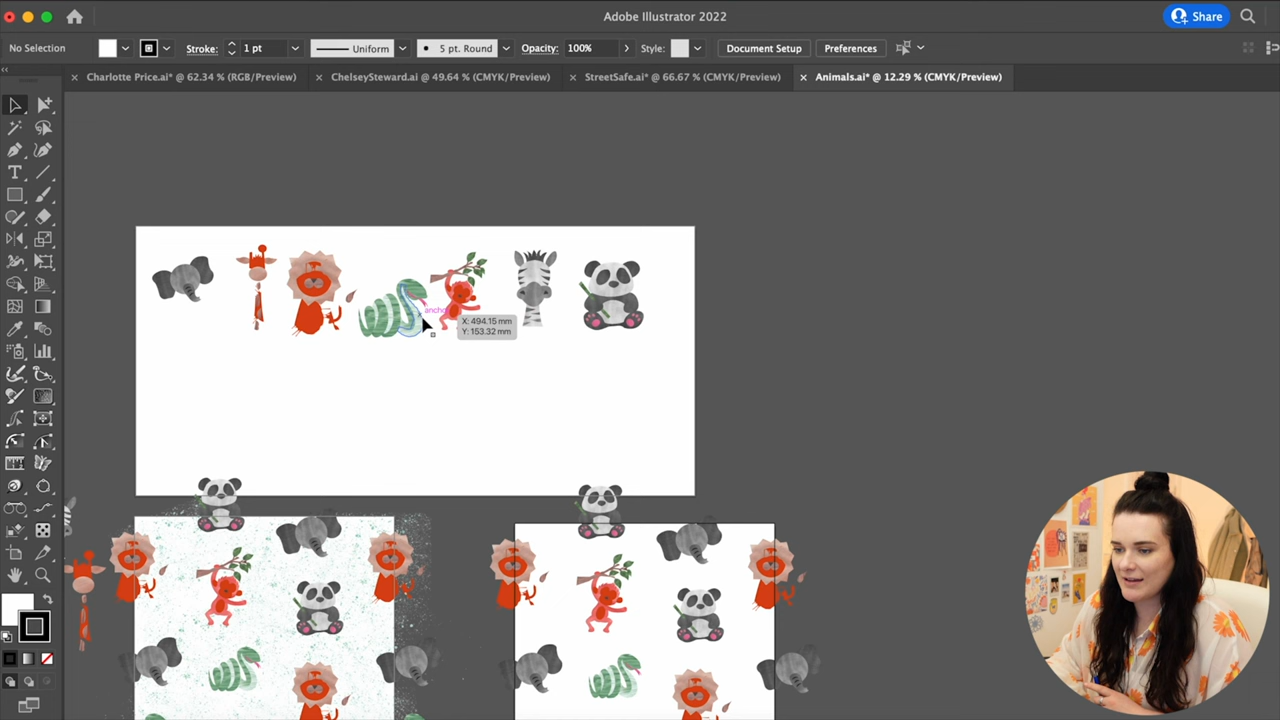 Adobe Illustrator 2022
Share
No Selection
Stroke:
1 pt
Uniform
5 pt. Round
Opacity:
100%
Style:
Document Setup
Preferences
Charlotte Price.ai* @ 62.34 % (RGB/Preview)
ChelseySteward.ai @ 49.64 % (CMYK/Preview)
StreetSafe.ai* @ 66.67 % (CMYK/Preview)
Animals.ai* @ 12.29 % (CMYK/Preview)
X: 494.15 mm
Y: 153.32 mm